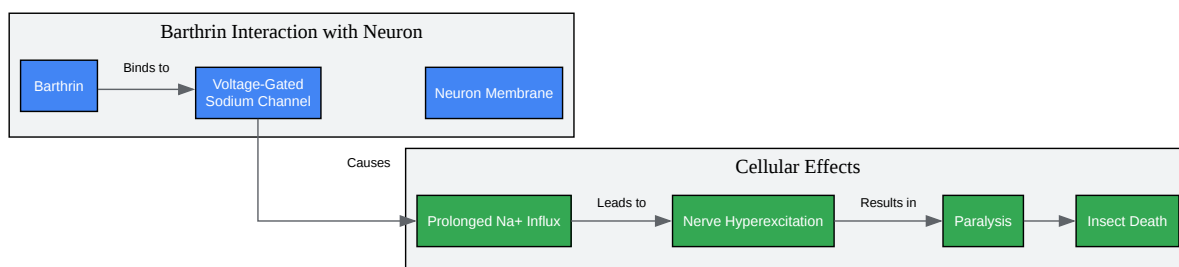 Barthrin Interaction with Neuron
Barthrin
Binds to
Voltage-Gated
Sodium Channel
Neuron Membrane
Causes
Cellular Effects
Prolonged Na+ Influx
Leads to
Nerve Hyperexcitation
Results in
Paralysis
Insect Death